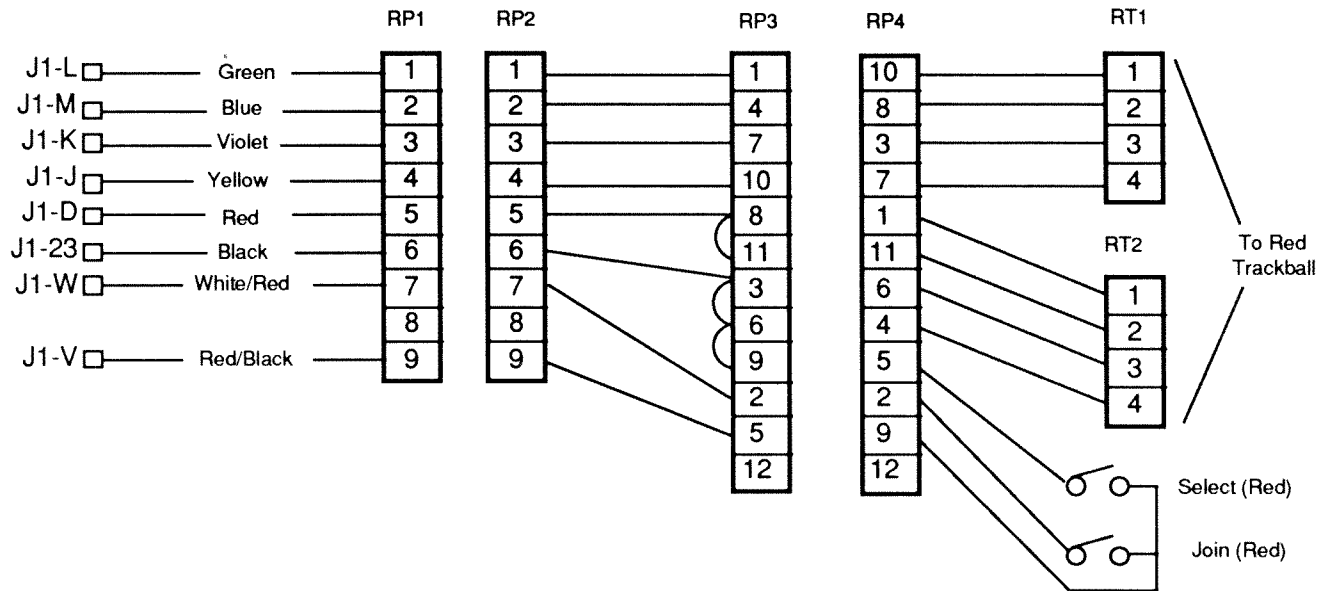 RP1 RP2 RP3 RP4 RT1
J1-L Green 1 1 1 10 1
J1-M Blue 2 2 4 8 2
J1-K Violet 3 3 7 3 3
J1-J Yellow 4 4 10 7 4
J1-D Red 5 5 8 1
J1-23 Black 6 6 11 11 RT2
J1-W White/Red 7 7 3 6 1
8 8 6 4 2
J1-V Red/Black 9 9 9 5 3
2 2 4
5 9
12 12
To Red
Trackball
Select (Red)
Join (Red)